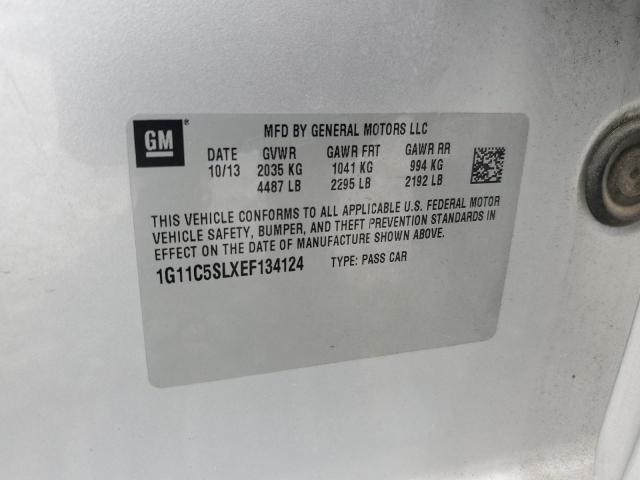 GM®
MFD BY GENERAL MOTORS LLC
DATE GVWR GAWR FRT GAWR RR
10/13 2035 KG 1041 KG 994 KG
4487 LB 2295 LB 2192 LB
THIS VEHICLE CONFORMS TO ALL APPLICABLE U.S. FEDERAL MOTOR
VEHICLE SAFETY, BUMPER, AND THEFT PREVENTION STANDARDS IN
EFFECT ON THE DATE OF MANUFACTURE SHOWN ABOVE.
1G11C5SLXEF134124 TYPE: PASS CAR